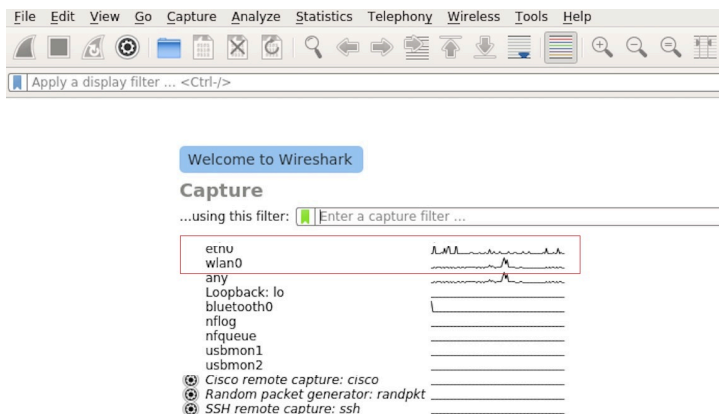 File Edit View Go Capture Analyze Statistics Telephony Wireless Tools Help
Apply a display filter ... <Ctrl-/>
Welcome to Wireshark
Capture
...using this filter: Enter a capture filter ...
eth0
wlan0
any
Loopback: lo
bluetooth0
nflog
nfqueue
usbmon1
usbmon2
Cisco remote capture: cisco
Random packet generator: randpkt
SSH remote capture: ssh